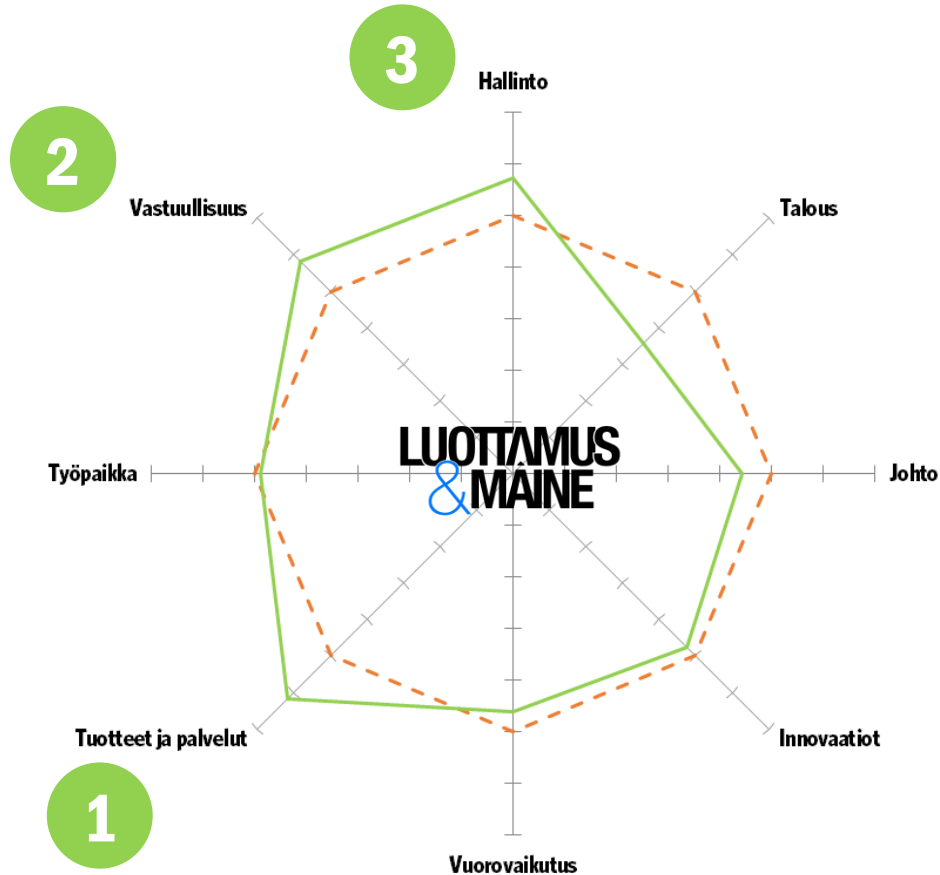 3
Hallinto
2
Vastuullisuus
Talous
LUOTTAMUS
& MAINE
Työpaikka
Johto
Tuotteet ja palvelut
Innovaatiot
1
Vuorovaikutus